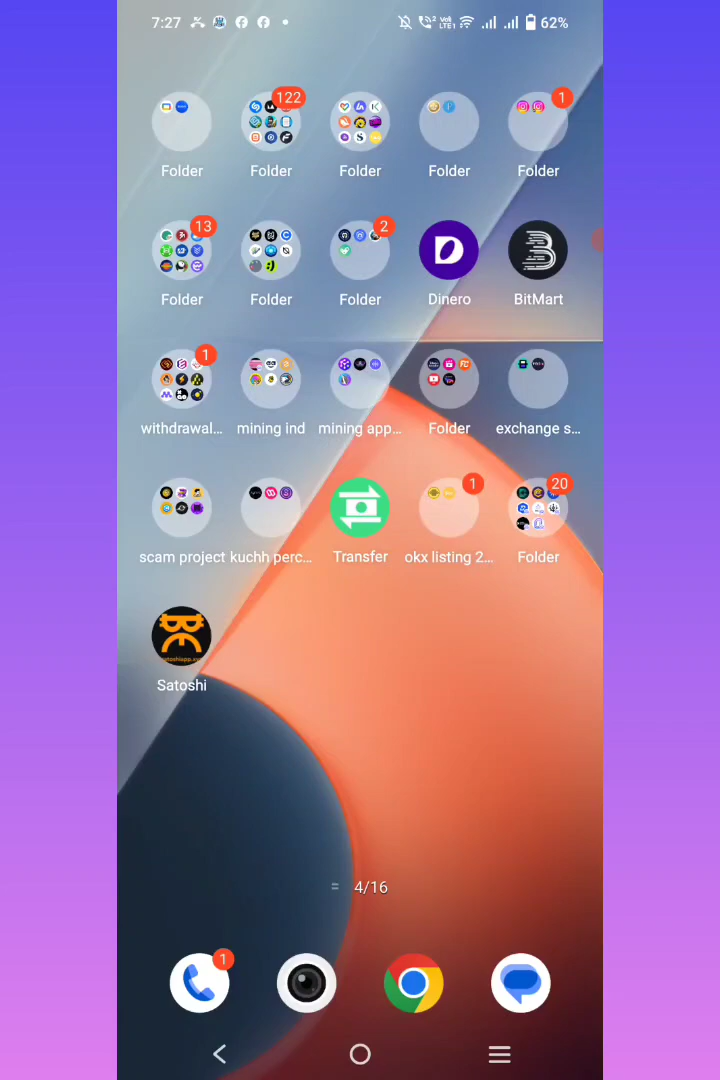 7:27 62%
122
1
Folder Folder Folder Folder Folder
13
2
Folder Folder Folder Dinero BitMart
1
withdrawal... mining ind mining app... Folder exchange s...
1
20
scam project kuchh perc... Transfer okx listing 2... Folder
Satoshi
4/16
1